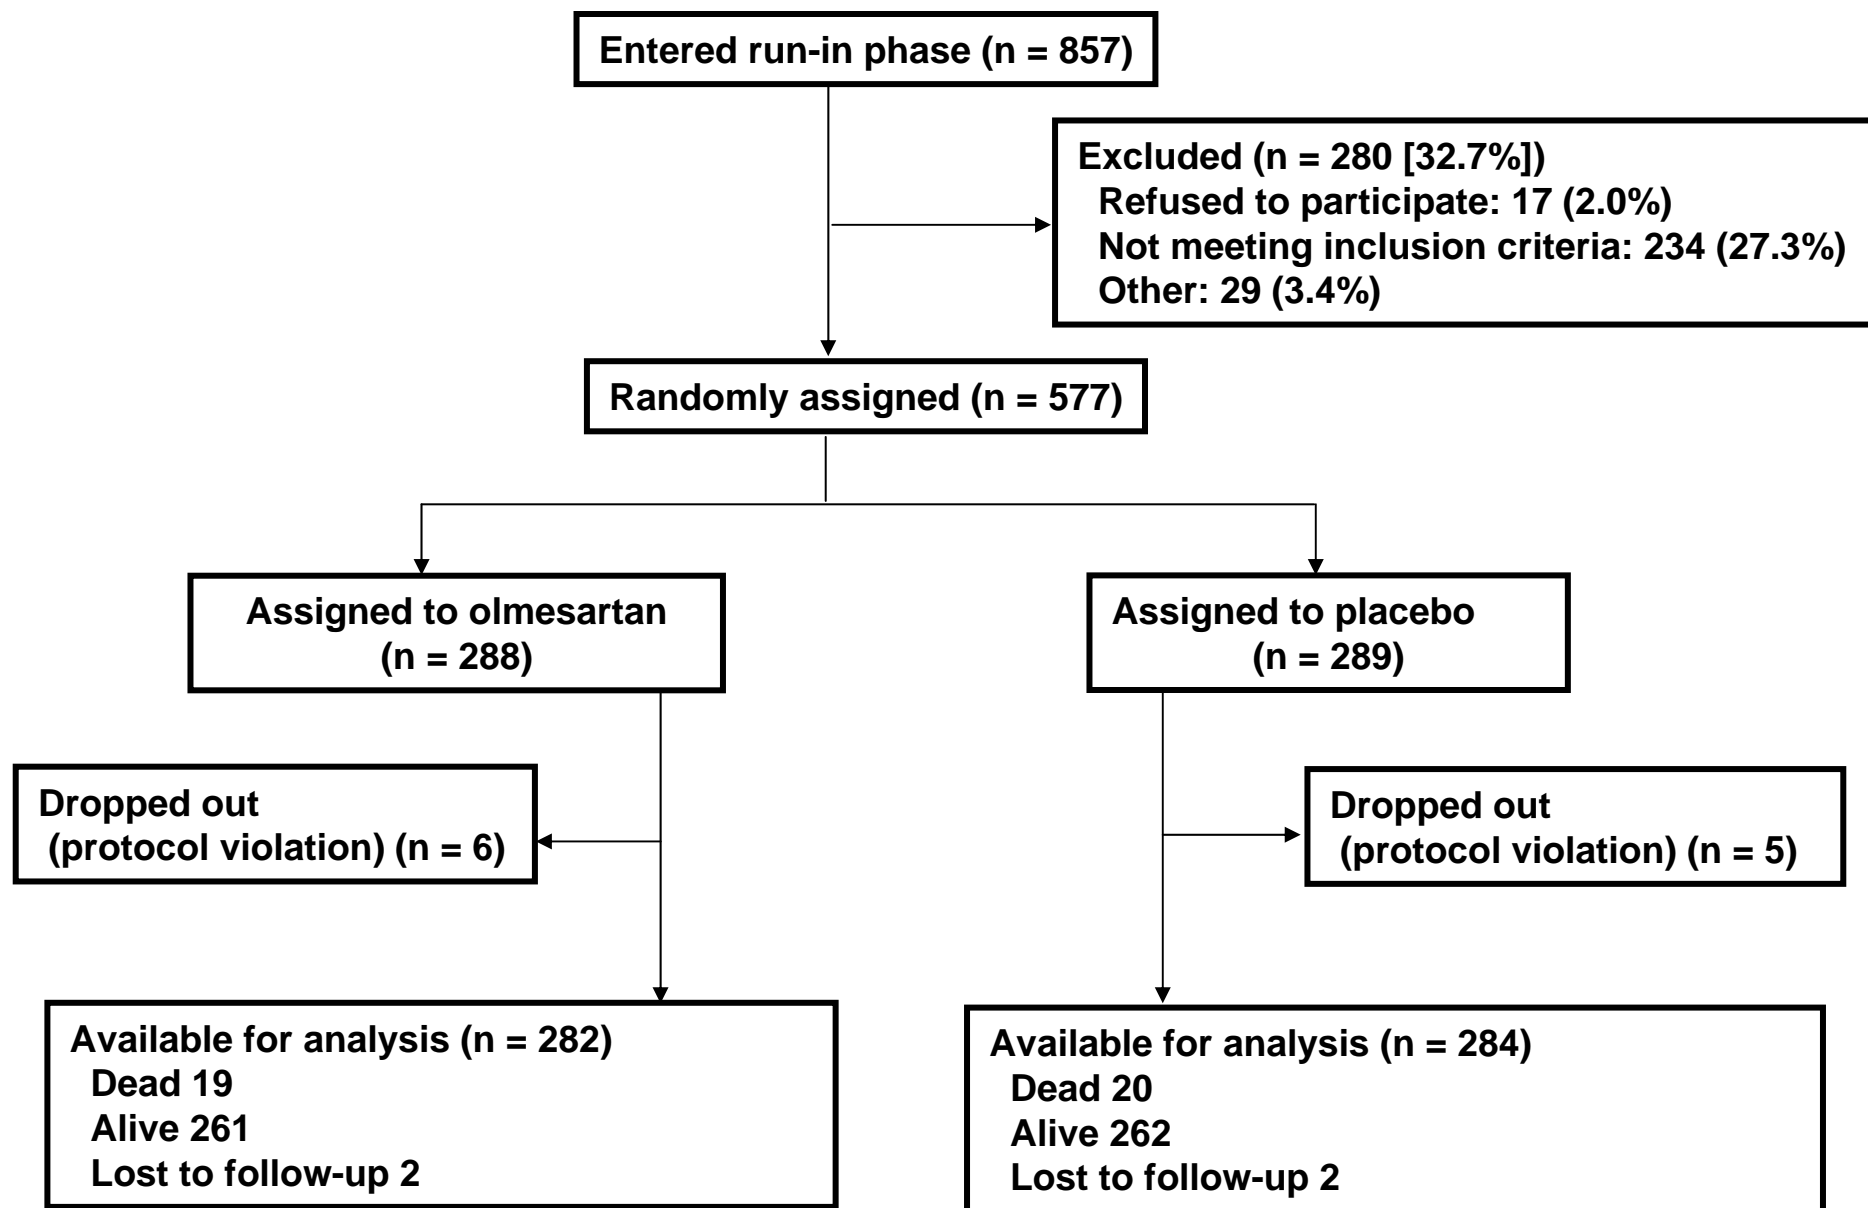 Entered run-in phase (n = 857)
Excluded (n = 280 [32.7%])
Refused to participate: 17 (2.0%)
Not meeting inclusion criteria: 234 (27.3%)
Other: 29 (3.4%)
Randomly assigned (n = 577)
Assigned to olmesartan
(n = 288)
Assigned to placebo
(n = 289)
Dropped out
(protocol violation) (n = 6)
Dropped out
(protocol violation) (n = 5)
Available for analysis (n = 282)
Dead 19
Alive 261
Lost to follow-up 2
Available for analysis (n = 284)
Dead 20
Alive 262
Lost to follow-up 2